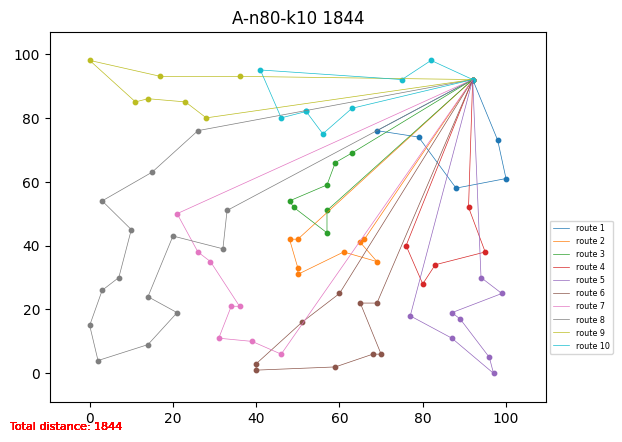 A-n80-k10 1844
100
80
60
40
20
0
0 20 40 60 80 100
route 1
route 2
route 3
route 4
route 5
route 6
route 7
route 8
route 9
route 10
Total distance: 1844